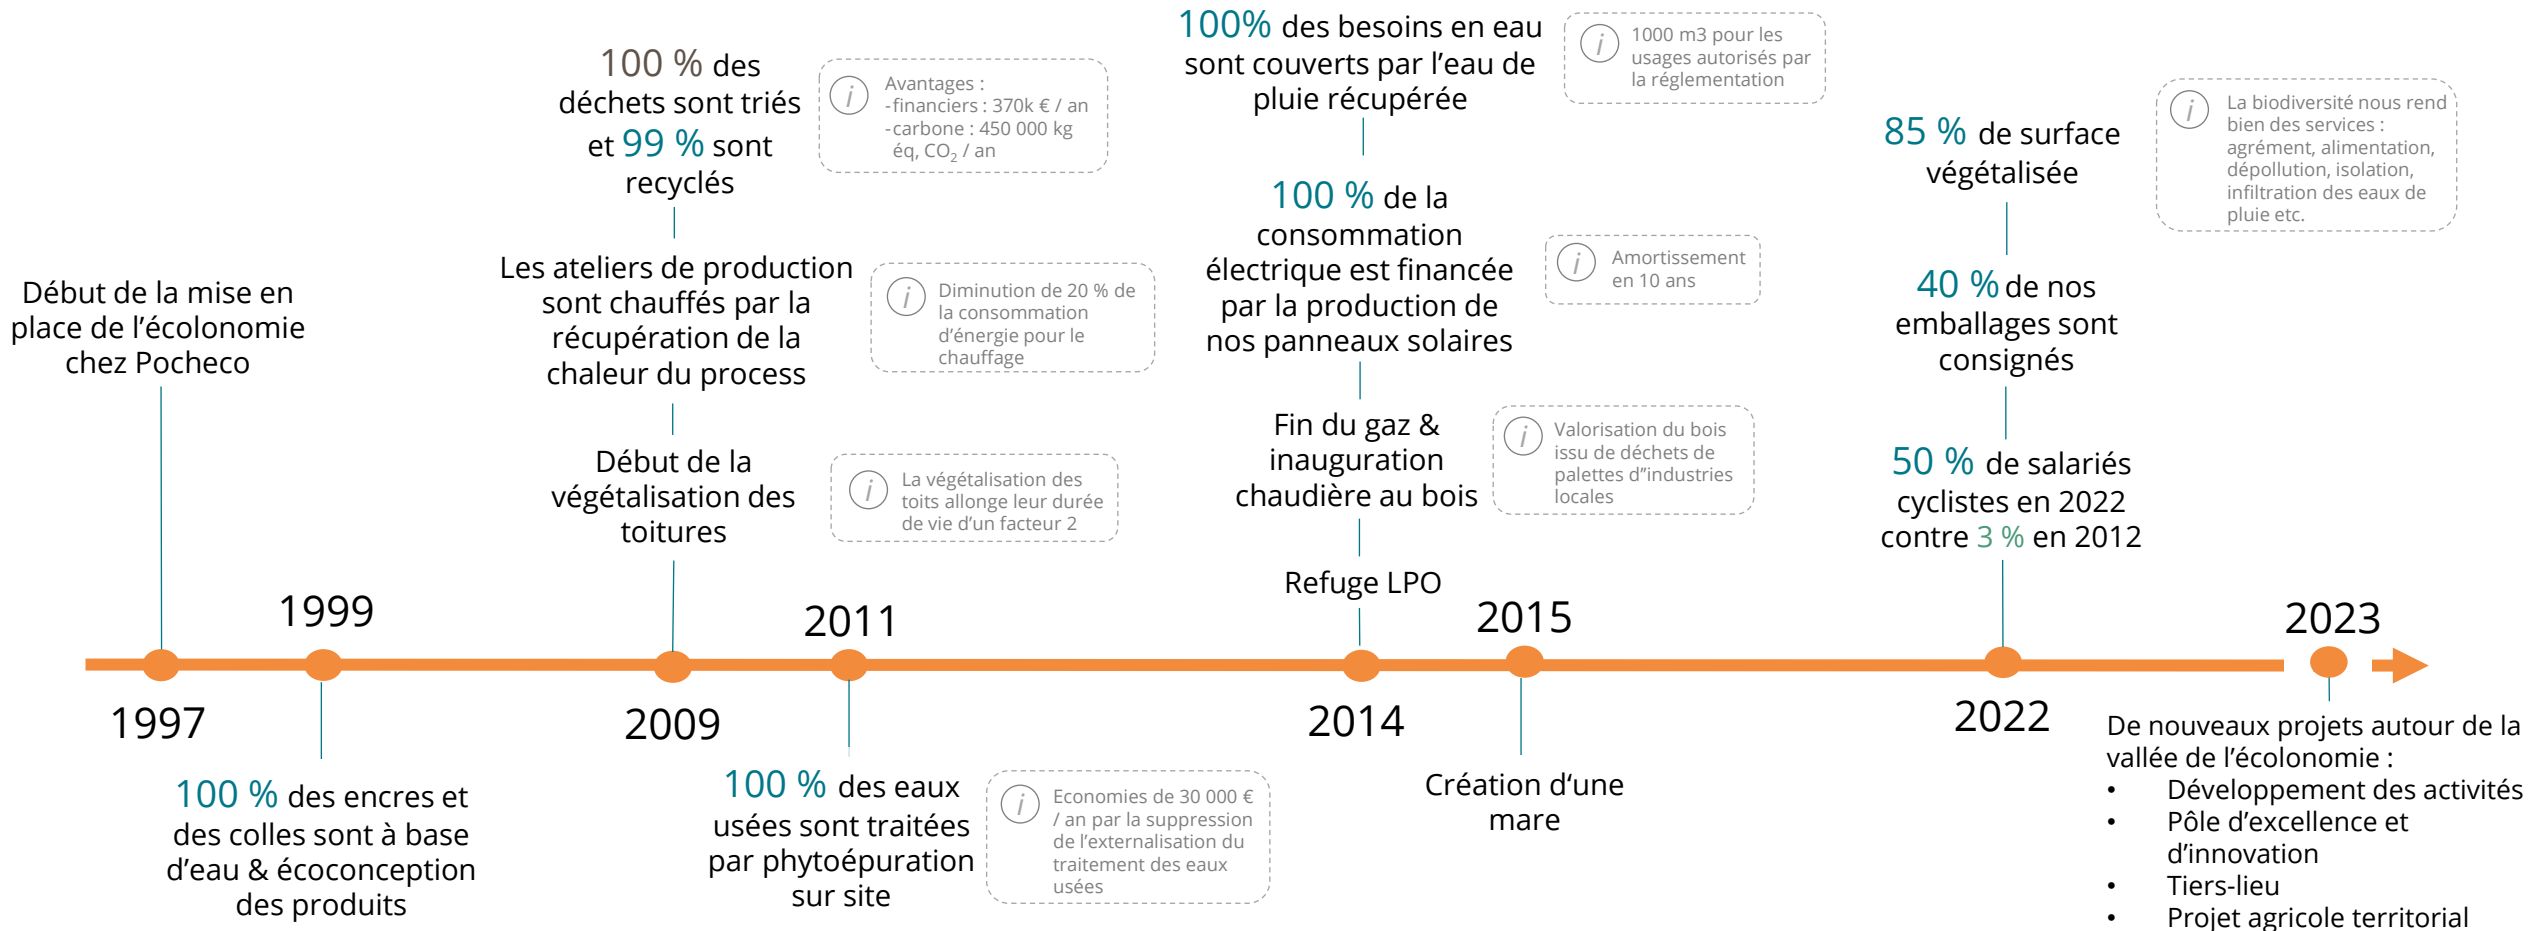 Début de la mise en
place de l’écolonomie
chez Pocheco
1997
1999
100 % des encres et
des colles sont à base
d’eau & écoconception
des produits
100 % des
déchets sont triés
et 99 % sont
recyclés
i
Avantages :
-financiers : 370k € / an
-carbone : 450 000 kg
éq, CO₂ / an
Les ateliers de production
sont chauffés par la
récupération de la
chaleur du process
i
Diminution de 20 % de
la consommation
d’énergie pour le
chauffage
Début de la
végétalisation des
toitures
i
La végétalisation des
toits allonge leur durée
de vie d’un facteur 2
2009
2011
100 % des eaux
usées sont traitées
par phytoépuration
sur site
i
Economies de 30 000 €
/ an par la suppression
de l’externalisation du
traitement des eaux
usées
100% des besoins en eau
sont couverts par l’eau de
pluie récupérée
i
1000 m3 pour les
usages autorisés par
la réglementation
100 % de la
consommation
électrique est financée
par la production de
nos panneaux solaires
i
Amortissement
en 10 ans
Fin du gaz &
inauguration
chaudière au bois
i
Valorisation du bois
issu de déchets de
palettes d’’industries
locales
Refuge LPO
2014
2015
Création d‘une
mare
85 % de surface
végétalisée
i
La biodiversité nous rend
bien des services :
agrément, alimentation,
dépollution, isolation,
infiltration des eaux de
pluie etc.
40 % de nos
emballages sont
consignés
50 % de salariés
cyclistes en 2022
contre 3 % en 2012
2022
2023
De nouveaux projets autour de la
vallée de l’écolonomie :
• Développement des activités
• Pôle d’excellence et
d’innovation
• Tiers-lieu
• Projet agricole territorial